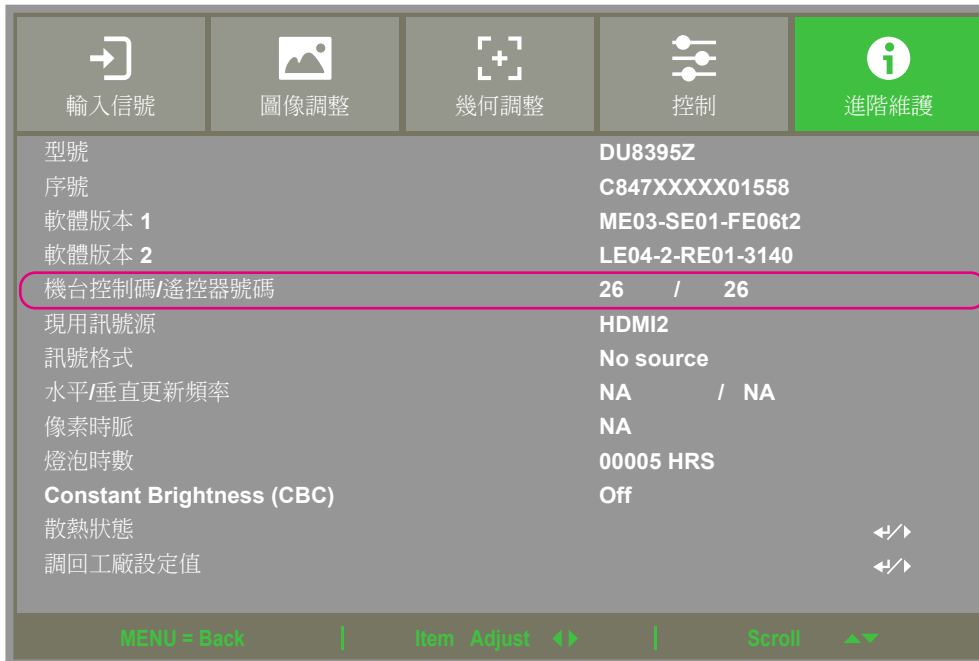 輸入信號 圖像調整 幾何調整 控制 進階維護
型號 DU8395Z
序號 C847XXXXX01558
軟體版本 1 ME03-SE01-FE06t2
軟體版本 2 LE04-2-RE01-3140
機台控制碼/遙控器號碼 26 / 26
現用訊號源 HDMI2
訊號格式 No source
水平/垂直更新頻率 NA / NA
像素時脈 NA
燈泡時數 00005 HRS
Constant Brightness (CBC) Off
散熱狀態
調回工廠設定值
MENU = Back | Item Adjust | Scroll